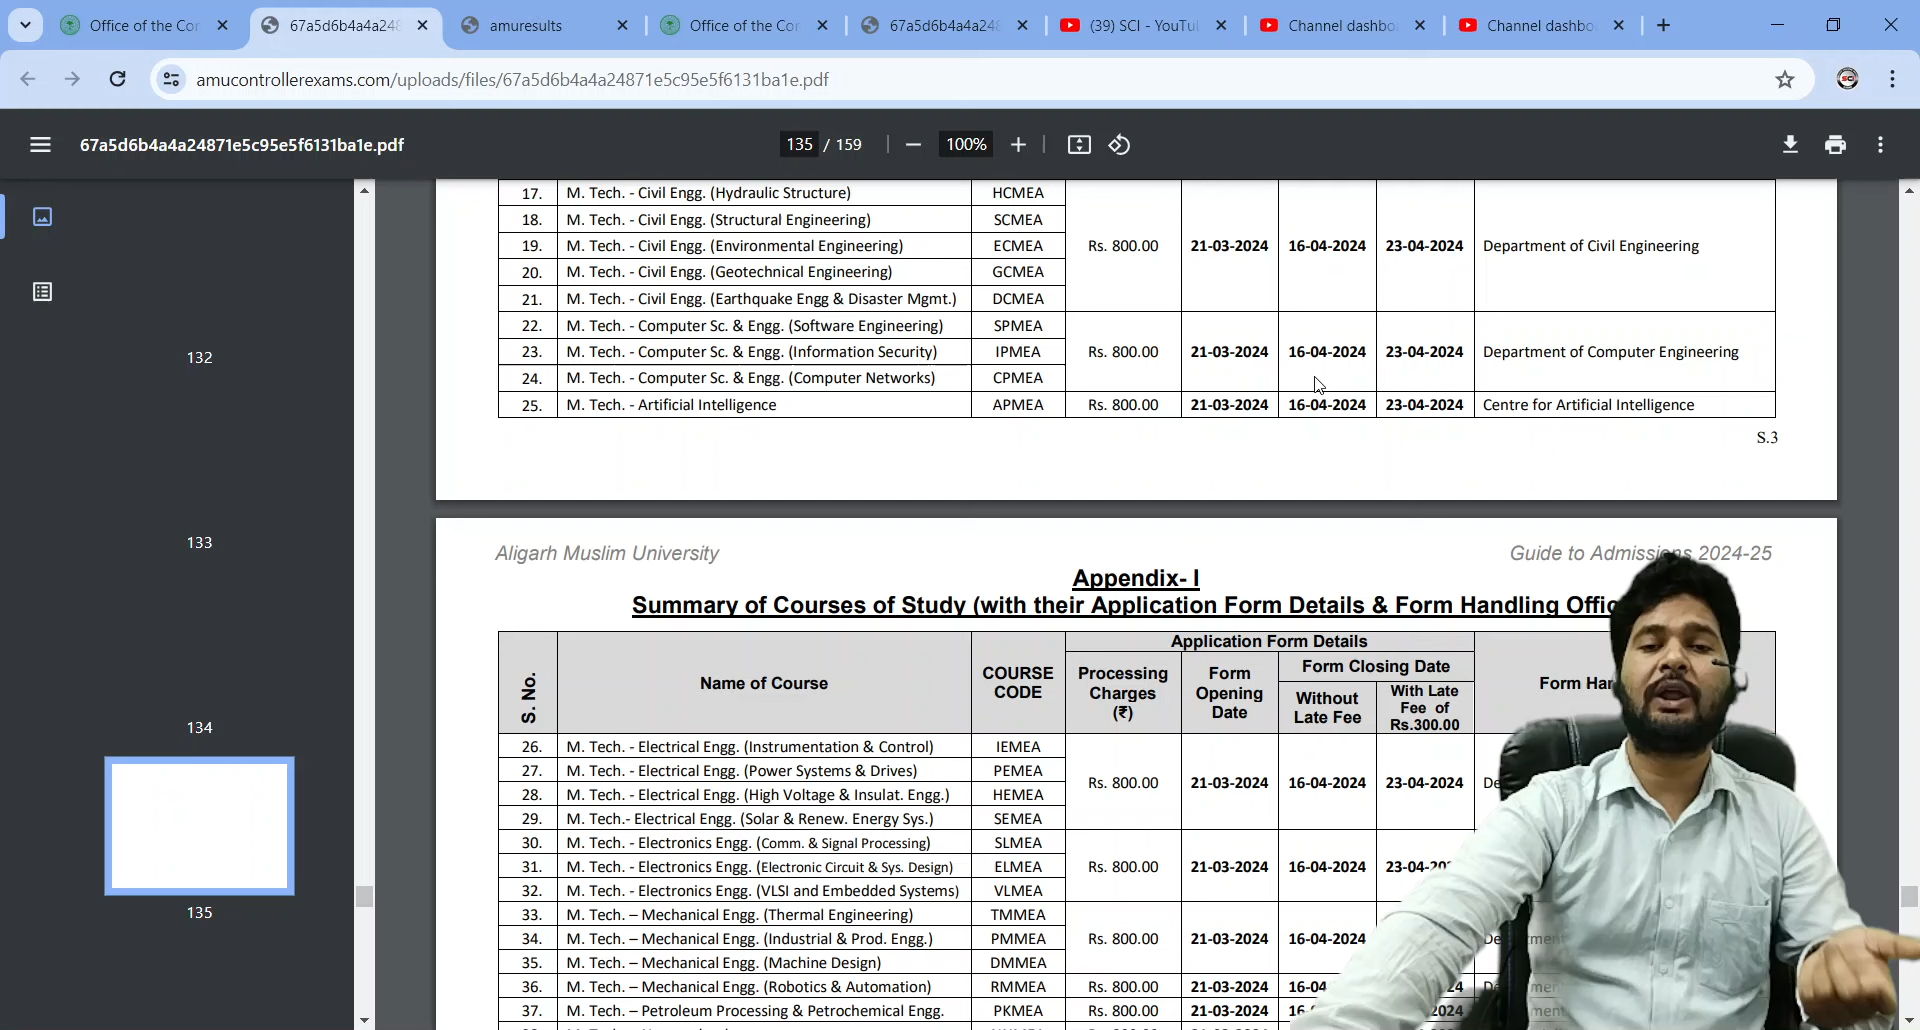 Office of the Cor
67a5d6b4a4a248
amuresults
Office of the Cor
67a5d6b4a4a248
(39) SCI - YouTu
Channel dashbo
Channel dashbo
amucontrollerexams.com/uploads/files/67a5d6b4a4a24871e5c95e5f6131ba1e.pdf
67a5d6b4a4a24871e5c95e5f6131ba1e.pdf
135 / 159
100%
132
133
134
135
17. M. Tech. - Civil Engg. (Hydraulic Structure) HCMEA
18. M. Tech. - Civil Engg. (Structural Engineering) SCMEA
19. M. Tech. - Civil Engg. (Environmental Engineering) ECMEA Rs. 800.00 21-03-2024 16-04-2024 23-04-2024 Department of Civil Engineering
20. M. Tech. - Civil Engg. (Geotechnical Engineering) GCMEA
21. M. Tech. - Civil Engg. (Earthquake Engg & Disaster Mgmt.) DCMEA
22. M. Tech. - Computer Sc. & Engg. (Software Engineering) SPMEA
23. M. Tech. - Computer Sc. & Engg. (Information Security) IPMEA Rs. 800.00 21-03-2024 16-04-2024 23-04-2024 Department of Computer Engineering
24. M. Tech. - Computer Sc. & Engg. (Computer Networks) CPMEA
25. M. Tech. - Artificial Intelligence APMEA Rs. 800.00 21-03-2024 16-04-2024 23-04-2024 Centre for Artificial Intelligence
S.3
Aligarh Muslim University Guide to Admissions 2024-25
Appendix- I
Summary of Courses of Study (with their Application Form Details & Form Handling Offic
S. No.
Name of Course
COURSE
CODE
Application Form Details
Processing
Charges
(₹)
Form
Opening
Date
Form Closing Date
Without
Late Fee
With Late
Fee of
Rs.300.00
Form Han
26. M. Tech. - Electrical Engg. (Instrumentation & Control) IEMEA
27. M. Tech. - Electrical Engg. (Power Systems & Drives) PEMEA
Rs. 800.00 21-03-2024 16-04-2024 23-04-2024 De
28. M. Tech. - Electrical Engg. (High Voltage & Insulat. Engg.) HEMEA
29. M. Tech.- Electrical Engg. (Solar & Renew. Energy Sys.) SEMEA
30. M. Tech. - Electronics Engg. (Comm. & Signal Processing) SLMEA
31. M. Tech. - Electronics Engg. (Electronic Circuit & Sys. Design) ELMEA Rs. 800.00 21-03-2024 16-04-2024 23-04-202
32. M. Tech. - Electronics Engg. (VLSI and Embedded Systems) VLMEA
33. M. Tech. – Mechanical Engg. (Thermal Engineering) TMMEA
34. M. Tech. – Mechanical Engg. (Industrial & Prod. Engg.) PMMEA Rs. 800.00 21-03-2024 16-04-2024
35. M. Tech. – Mechanical Engg. (Machine Design) DMMEA
36. M. Tech. – Mechanical Engg. (Robotics & Automation) RMMEA Rs. 800.00 21-03-2024 16-04
37. M. Tech. – Petroleum Processing & Petrochemical Engg. PKMEA Rs. 800.00 21-03-2024 16-